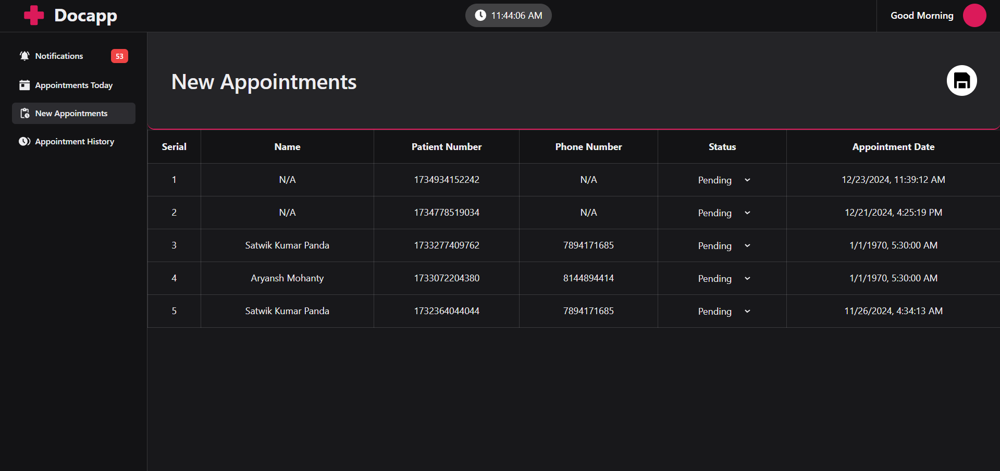 Docapp
11:44:06 AM
Good Morning
Notifications 53
Appointments Today
New Appointments
Appointment History
New Appointments
Serial Name Patient Number Phone Number Status Appointment Date
1 N/A 1734934152242 N/A Pending 12/23/2024, 11:39:12 AM
2 N/A 1734778519034 N/A Pending 12/21/2024, 4:25:19 PM
3 Satwik Kumar Panda 1733277409762 7894171685 Pending 1/1/1970, 5:30:00 AM
4 Aryansh Mohanty 1733072204380 8144894414 Pending 1/1/1970, 5:30:00 AM
5 Satwik Kumar Panda 1732364044044 7894171685 Pending 11/26/2024, 4:34:13 AM